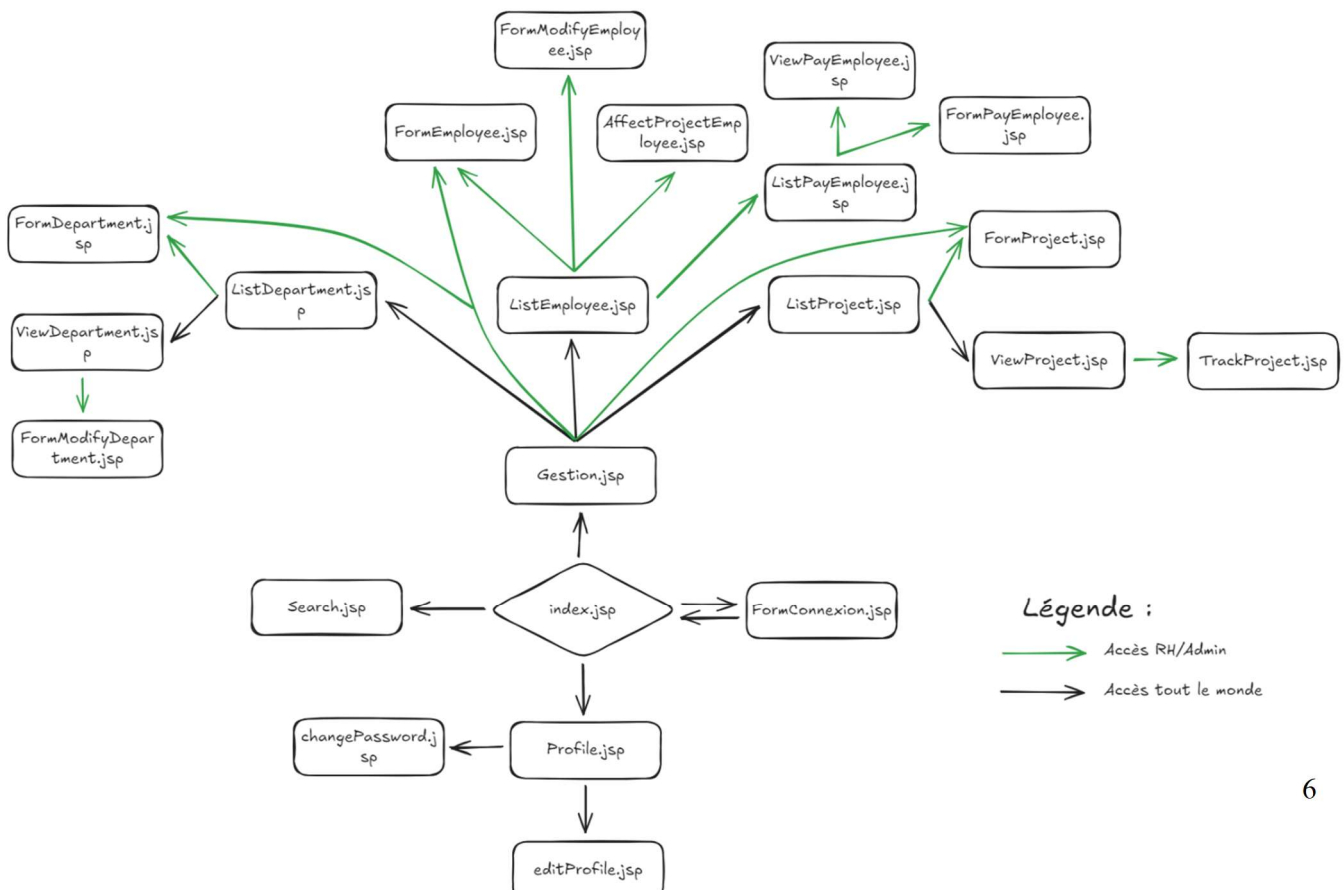 FormModifyEmploy
ee.jsp
ViewPayEmployee.j
sp
FormEmployee.jsp
AffectProjectEmp
loyee.jsp
FormPayEmployee.
jsp
ListPayEmployee.j
sp
FormDepartment.j
sp
FormProject.jsp
ListDepartment.js
p
ListEmployee.jsp
ListProject.jsp
ViewDepartment.js
p
ViewProject.jsp
TrackProject.jsp
FormModifyDepar
tment.jsp
Gestion.jsp
Search.jsp
index.jsp
FormConnexion.jsp
Légende :
Accès RH/Admin
Accès tout le monde
changePassword.j
sp
Profile.jsp
editProfile.jsp
6